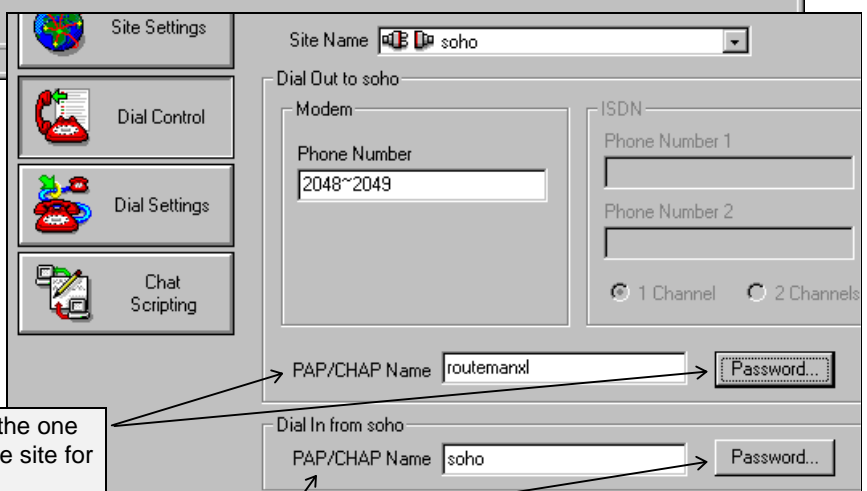 Site Settings
Site Name soho
Dial Out to soho
Dial Control
Modem
ISDN
Phone Number
2048~2049
Phone Number 1
Phone Number 2
Dial Settings
1 Channel 2 Channels
Chat
Scripting
PAP/CHAP Name routemanxl Password...
the one
e site for
Dial In from soho
PAP/CHAP Name soho Password...